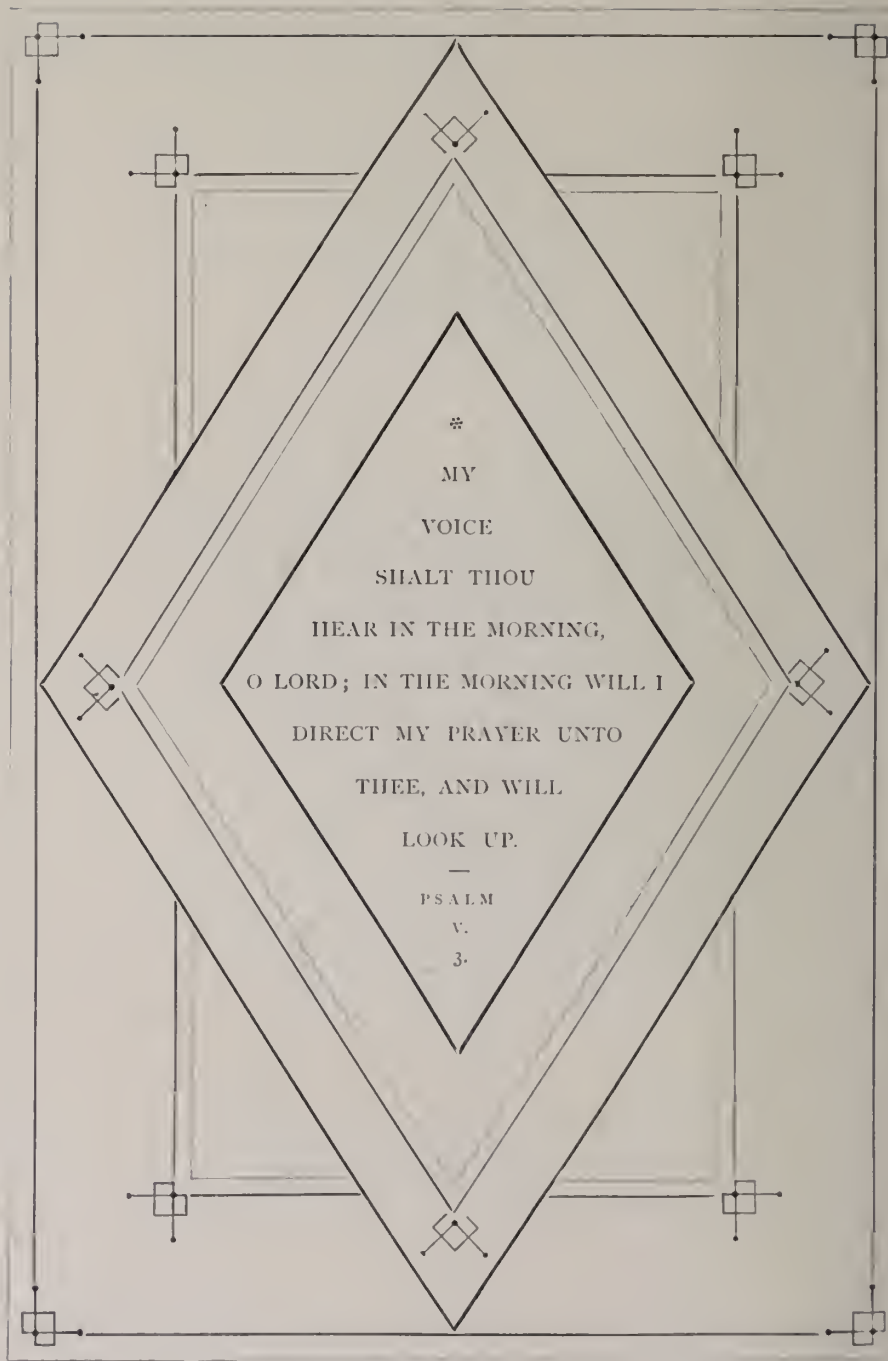 MY
VOICE
SHALT THOU
HEAR IN THE MORNING,
O LORD; IN THE MORNING WILL I
DIRECT MY PRAYER UNTO
THEE, AND WILL
LOOK UP.
—
PSALM
V.
3.